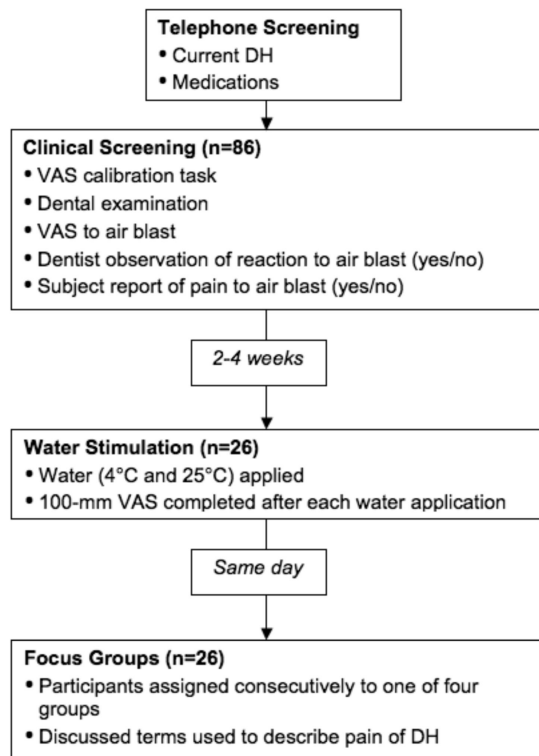 Telephone Screening
• Current DH
• Medications
Clinical Screening (n=86)
• VAS calibration task
• Dental examination
• VAS to air blast
• Dentist observation of reaction to air blast (yes/no)
• Subject report of pain to air blast (yes/no)
2-4 weeks
Water Stimulation (n=26)
• Water (4°C and 25°C) applied
• 100-mm VAS completed after each water application
Same day
Focus Groups (n=26)
• Participants assigned consecutively to one of four
groups
• Discussed terms used to describe pain of DH